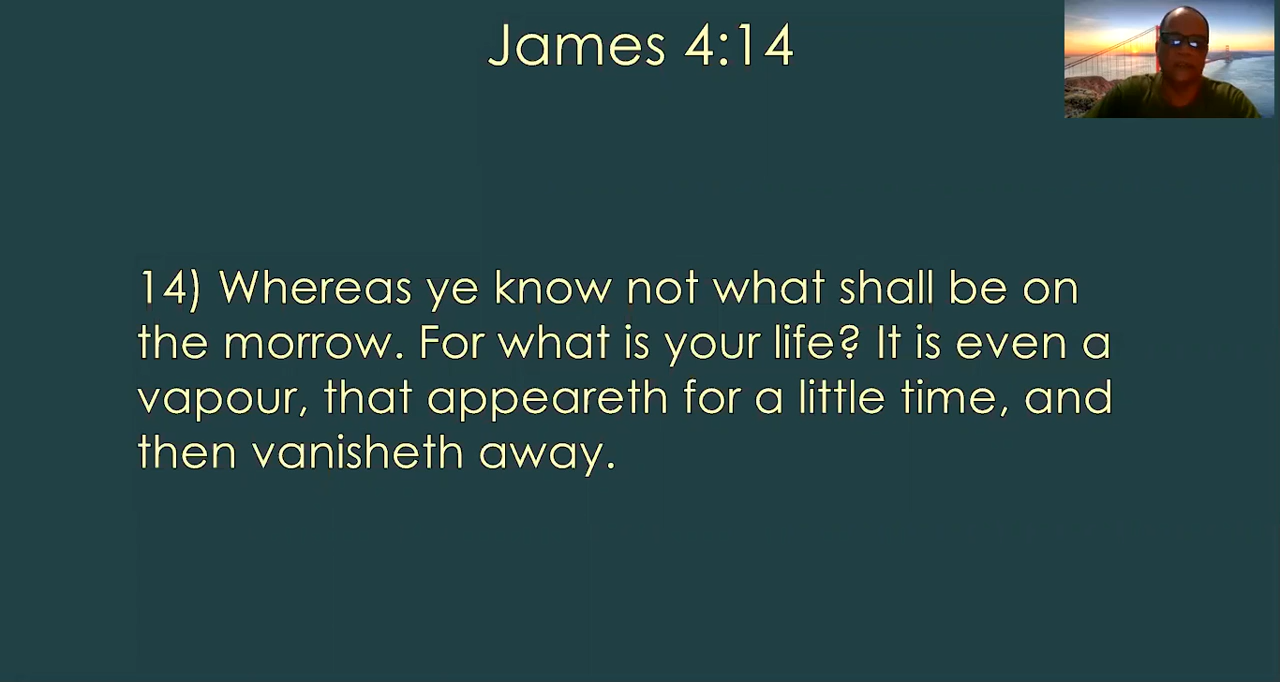 James 4:14
14) Whereas ye know not what shall be on
the morrow. For what is your life? It is even a
vapour, that appeareth for a little time, and
then vanisheth away.